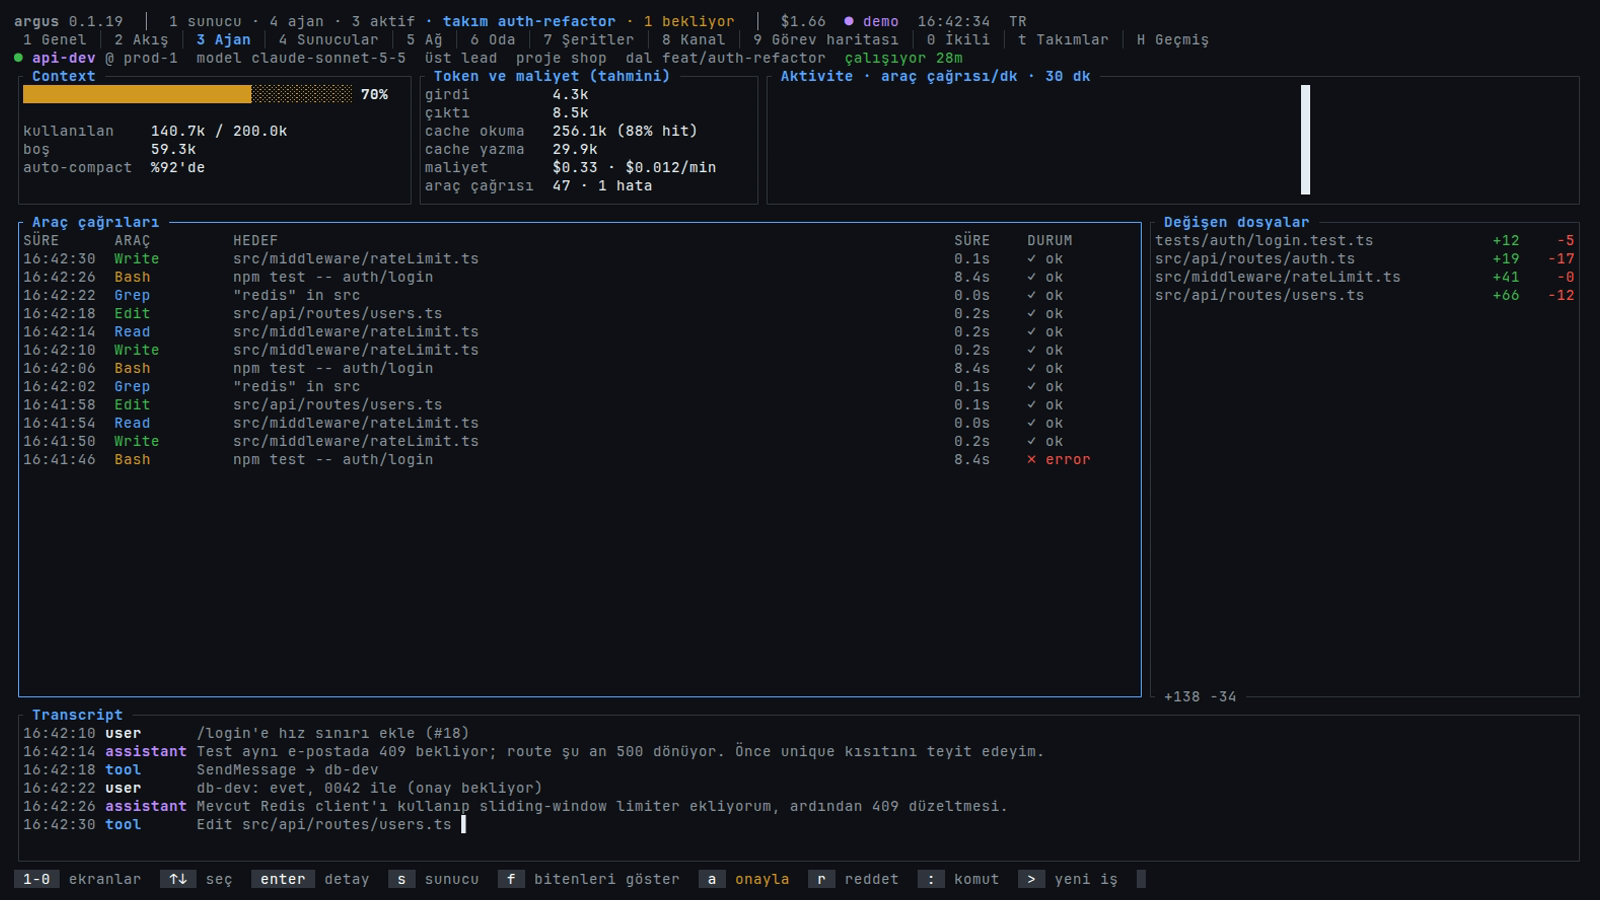 argus 0.1.19 │ 1 sunucu · 4 ajan · 3 aktif · takım auth-refactor · 1 bekliyor │ $1.66 ● demo 16:42:34 TR
1 Genel │ 2 Akış │ 3 Ajan │ 4 Sunucular │ 5 Ağ │ 6 Oda │ 7 Şeritler │ 8 Kanal │ 9 Görev haritası │ 0 İkili │ t Takımlar │ H Geçmiş
● api-dev @ prod-1 model claude-sonnet-5-5 üst lead proje shop dal feat/auth-refactor çalışıyor 28m
Context
70%
kullanılan 140.7k / 200.0k
boş 59.3k
auto-compact %92'de
Token ve maliyet (tahmini)
girdi 4.3k
çıktı 8.5k
cache okuma 256.1k (88% hit)
cache yazma 29.9k
maliyet $0.33 · $0.012/min
araç çağrısı 47 · 1 hata
Aktivite · araç çağrısı/dk · 30 dk
Araç çağrıları
SÜRE ARAÇ HEDEF SÜRE DURUM
16:42:30 Write src/middleware/rateLimit.ts 0.1s ✓ ok
16:42:26 Bash npm test -- auth/login 8.4s ✓ ok
16:42:22 Grep "redis" in src 0.0s ✓ ok
16:42:18 Edit src/api/routes/users.ts 0.2s ✓ ok
16:42:14 Read src/middleware/rateLimit.ts 0.2s ✓ ok
16:42:10 Write src/middleware/rateLimit.ts 0.2s ✓ ok
16:42:06 Bash npm test -- auth/login 8.4s ✓ ok
16:42:02 Grep "redis" in src 0.1s ✓ ok
16:41:58 Edit src/api/routes/users.ts 0.1s ✓ ok
16:41:54 Read src/middleware/rateLimit.ts 0.0s ✓ ok
16:41:50 Write src/middleware/rateLimit.ts 0.2s ✓ ok
16:41:46 Bash npm test -- auth/login 8.4s × error
Değişen dosyalar
tests/auth/login.test.ts +12 -5
src/api/routes/auth.ts +19 -17
src/middleware/rateLimit.ts +41 -0
src/api/routes/users.ts +66 -12
+138 -34
Transcript
16:42:10 user /login'e hız sınırı ekle (#18)
16:42:14 assistant Test aynı e-postada 409 bekliyor; route şu an 500 dönüyor. Önce unique kısıtını teyit edeyim.
16:42:18 tool SendMessage → db-dev
16:42:22 user db-dev: evet, 0042 ile (onay bekliyor)
16:42:26 assistant Mevcut Redis client'ı kullanıp sliding-window limiter ekliyorum, ardından 409 düzeltmesi.
16:42:30 tool Edit src/api/routes/users.ts
1-0 ekranlar ↑↓ seç enter detay s sunucu f bitenleri göster a onayla r reddet : komut > yeni iş